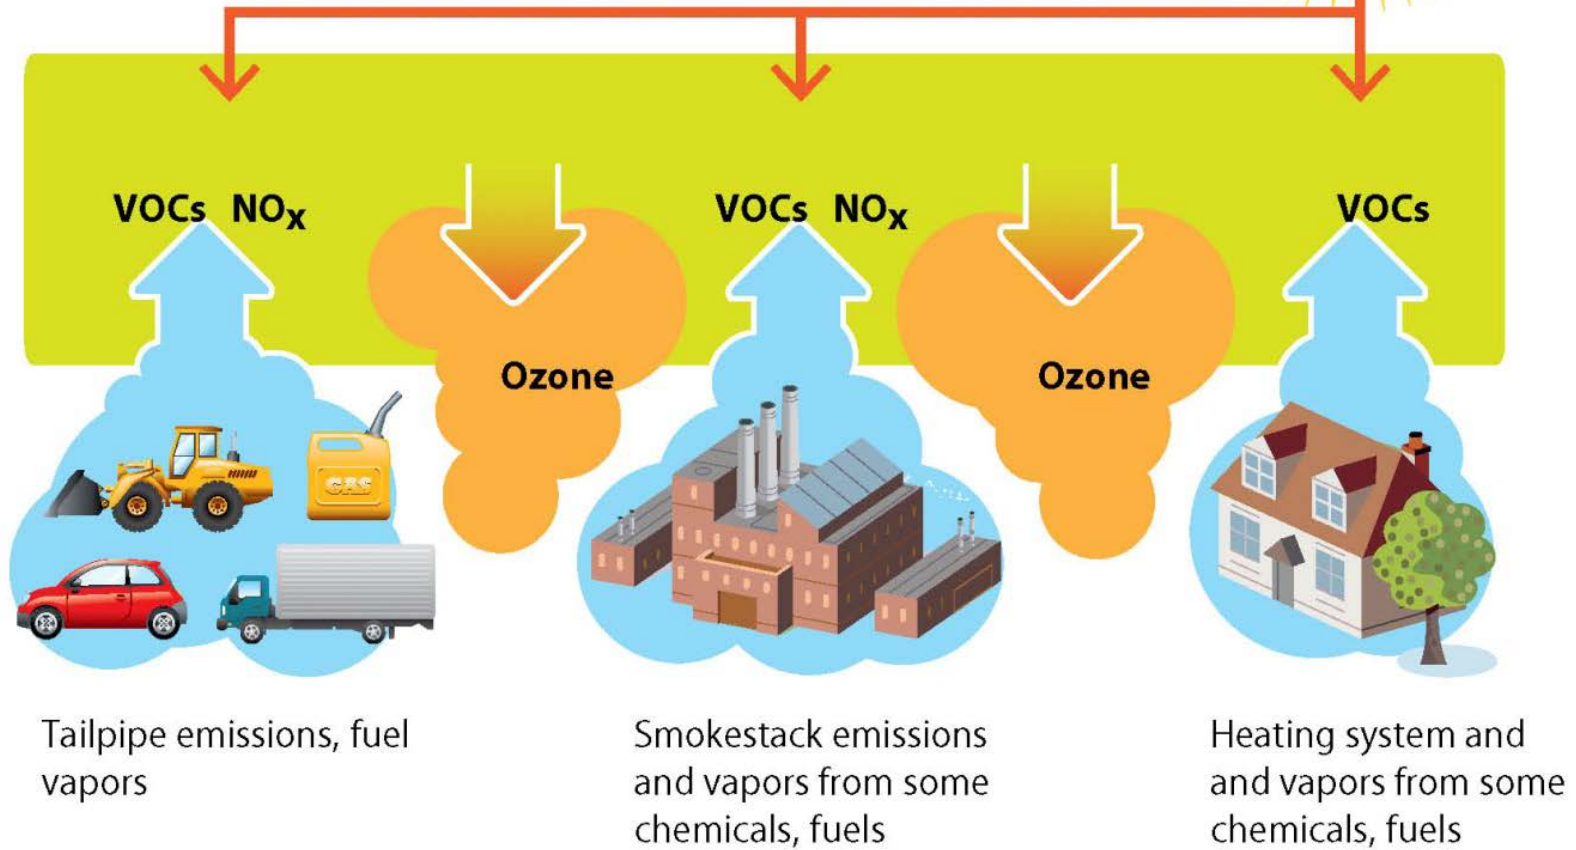 VOCs NOx
VOCs NOx
VOCs
Ozone
Ozone
GAS
Tailpipe emissions, fuel
vapors
Smokestack emissions
and vapors from some
chemicals, fuels
Heating system and
and vapors from some
chemicals, fuels